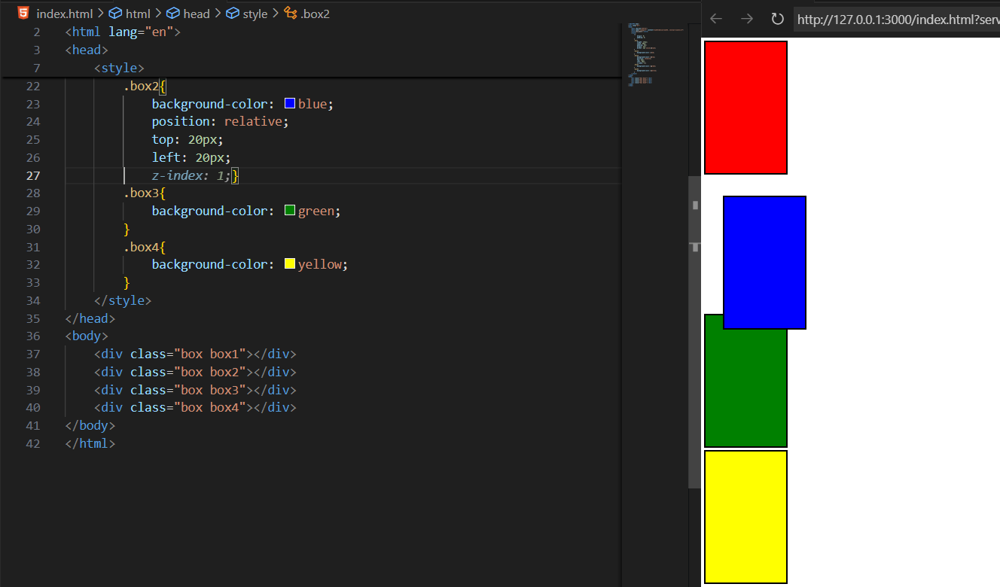 index.html > html > head > style > .box2
http://127.0.0.1:3000/index.html?serv
2 <html lang="en">
3 <head>
7 <style>
22 .box2{
23 background-color: blue;
24 position: relative;
25 top: 20px;
26 left: 20px;
27 z-index: 1;}
28 .box3{
29 background-color: green;
30 }
31 .box4{
32 background-color: yellow;
33 }
34 </style>
35 </head>
36 <body>
37 <div class="box box1"></div>
38 <div class="box box2"></div>
39 <div class="box box3"></div>
40 <div class="box box4"></div>
41 </body>
42 </html>